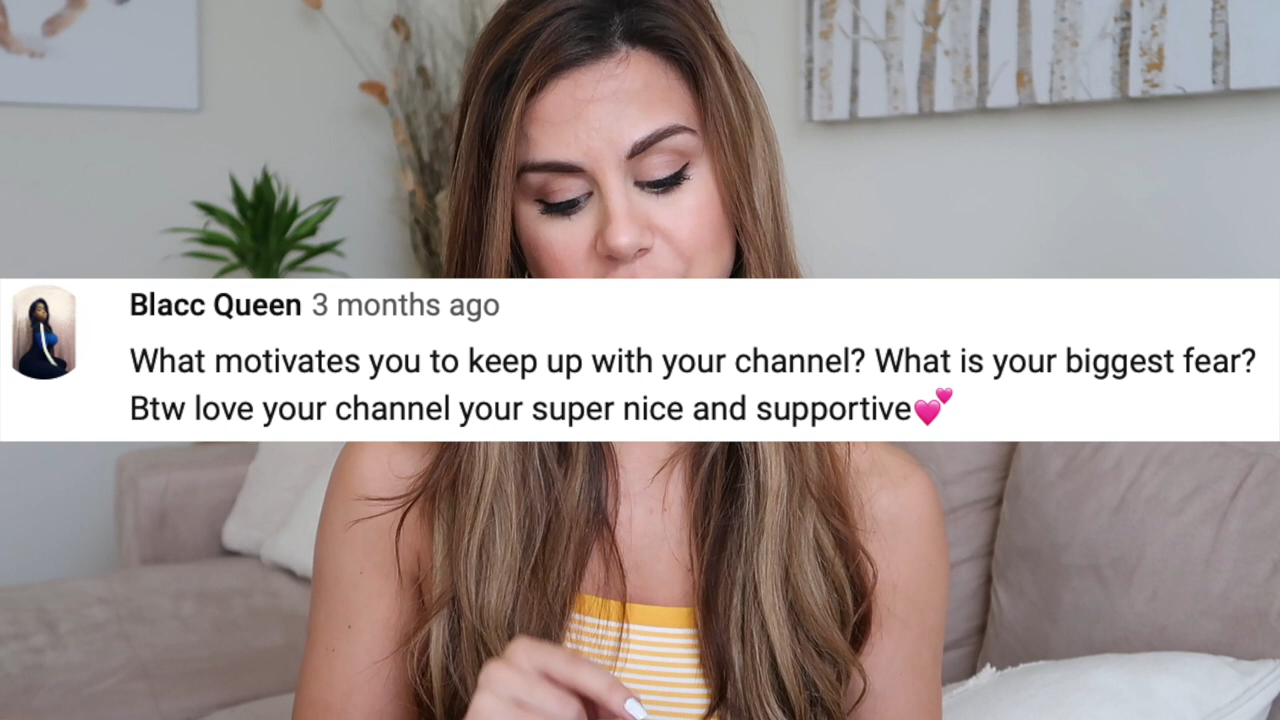 Blacc Queen 3 months ago
What motivates you to keep up with your channel? What is your biggest fear?
Btw love your channel your super nice and supportive💕